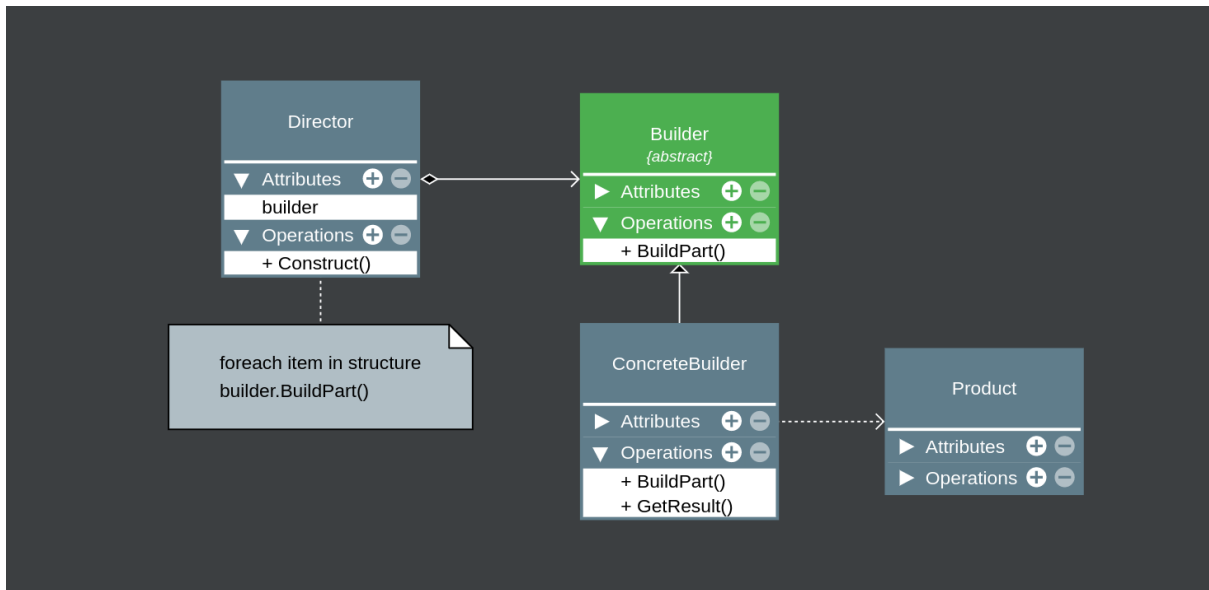 Director
Attributes
builder
Operations
+ Construct()
foreach item in structure
builder.BuildPart()
Builder
{abstract}
Attributes
Operations
+ BuildPart()
ConcreteBuilder
Attributes
Operations
+ BuildPart()
+ GetResult()
Product
Attributes
Operations